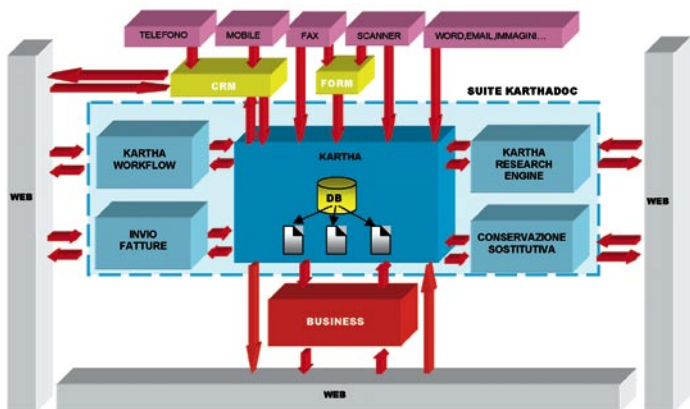 TELEFONO
MOBILE
FAX
SCANNER
WORD,EMAIL,IMMAGINI...
CRM
FORM
SUITE KARTHADOC
KARTHA
WORKFLOW
KARTHA
KARTHA
RESEARCH
ENGINE
WEB
DB
WEB
INVIO
FATTURE
CONSERVAZIONE
SOSTITUTIVA
BUSINESS
WEB